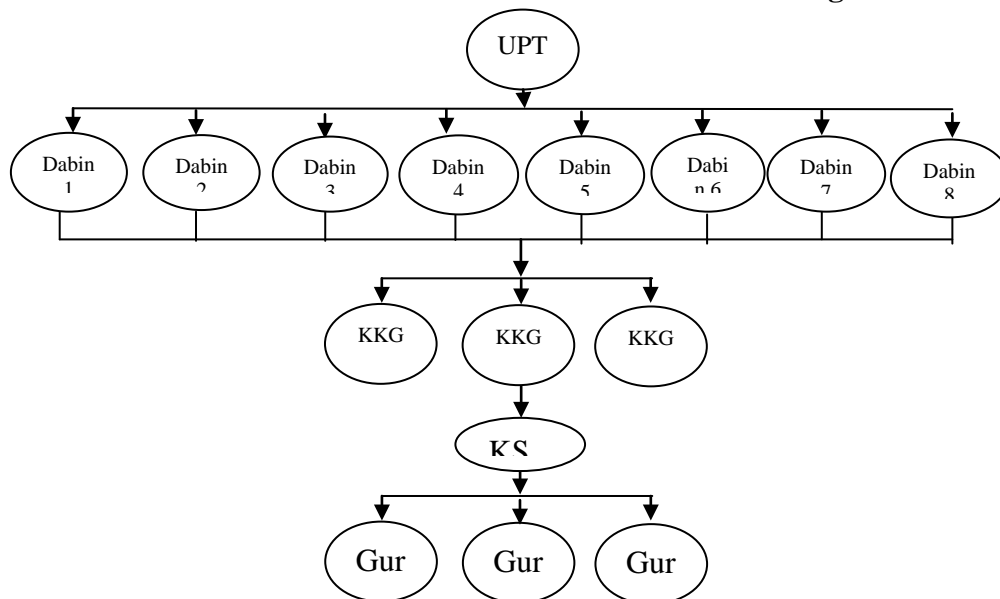 UPT
Dabin
1
Dabin
2
Dabin
3
Dabin
4
Dabin
5
Dabi
n 6
Dabin
7
Dabin
8
KKG
KKG
KKG
KS
Gur
Gur
Gur